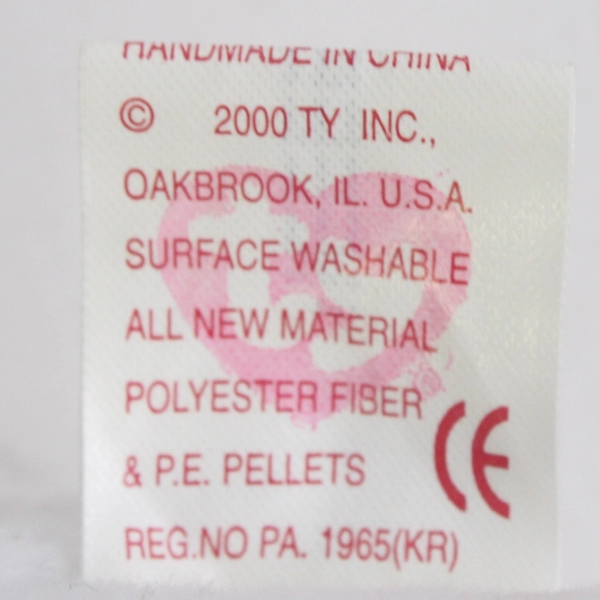 HANDMADE IN CHINA
© 2000 TY INC.,
OAKBROOK, IL. U.S.A.
SURFACE WASHABLE
ALL NEW MATERIAL
POLYESTER FIBER
& P.E. PELLETS
CE
REG.NO PA. 1965(KR)